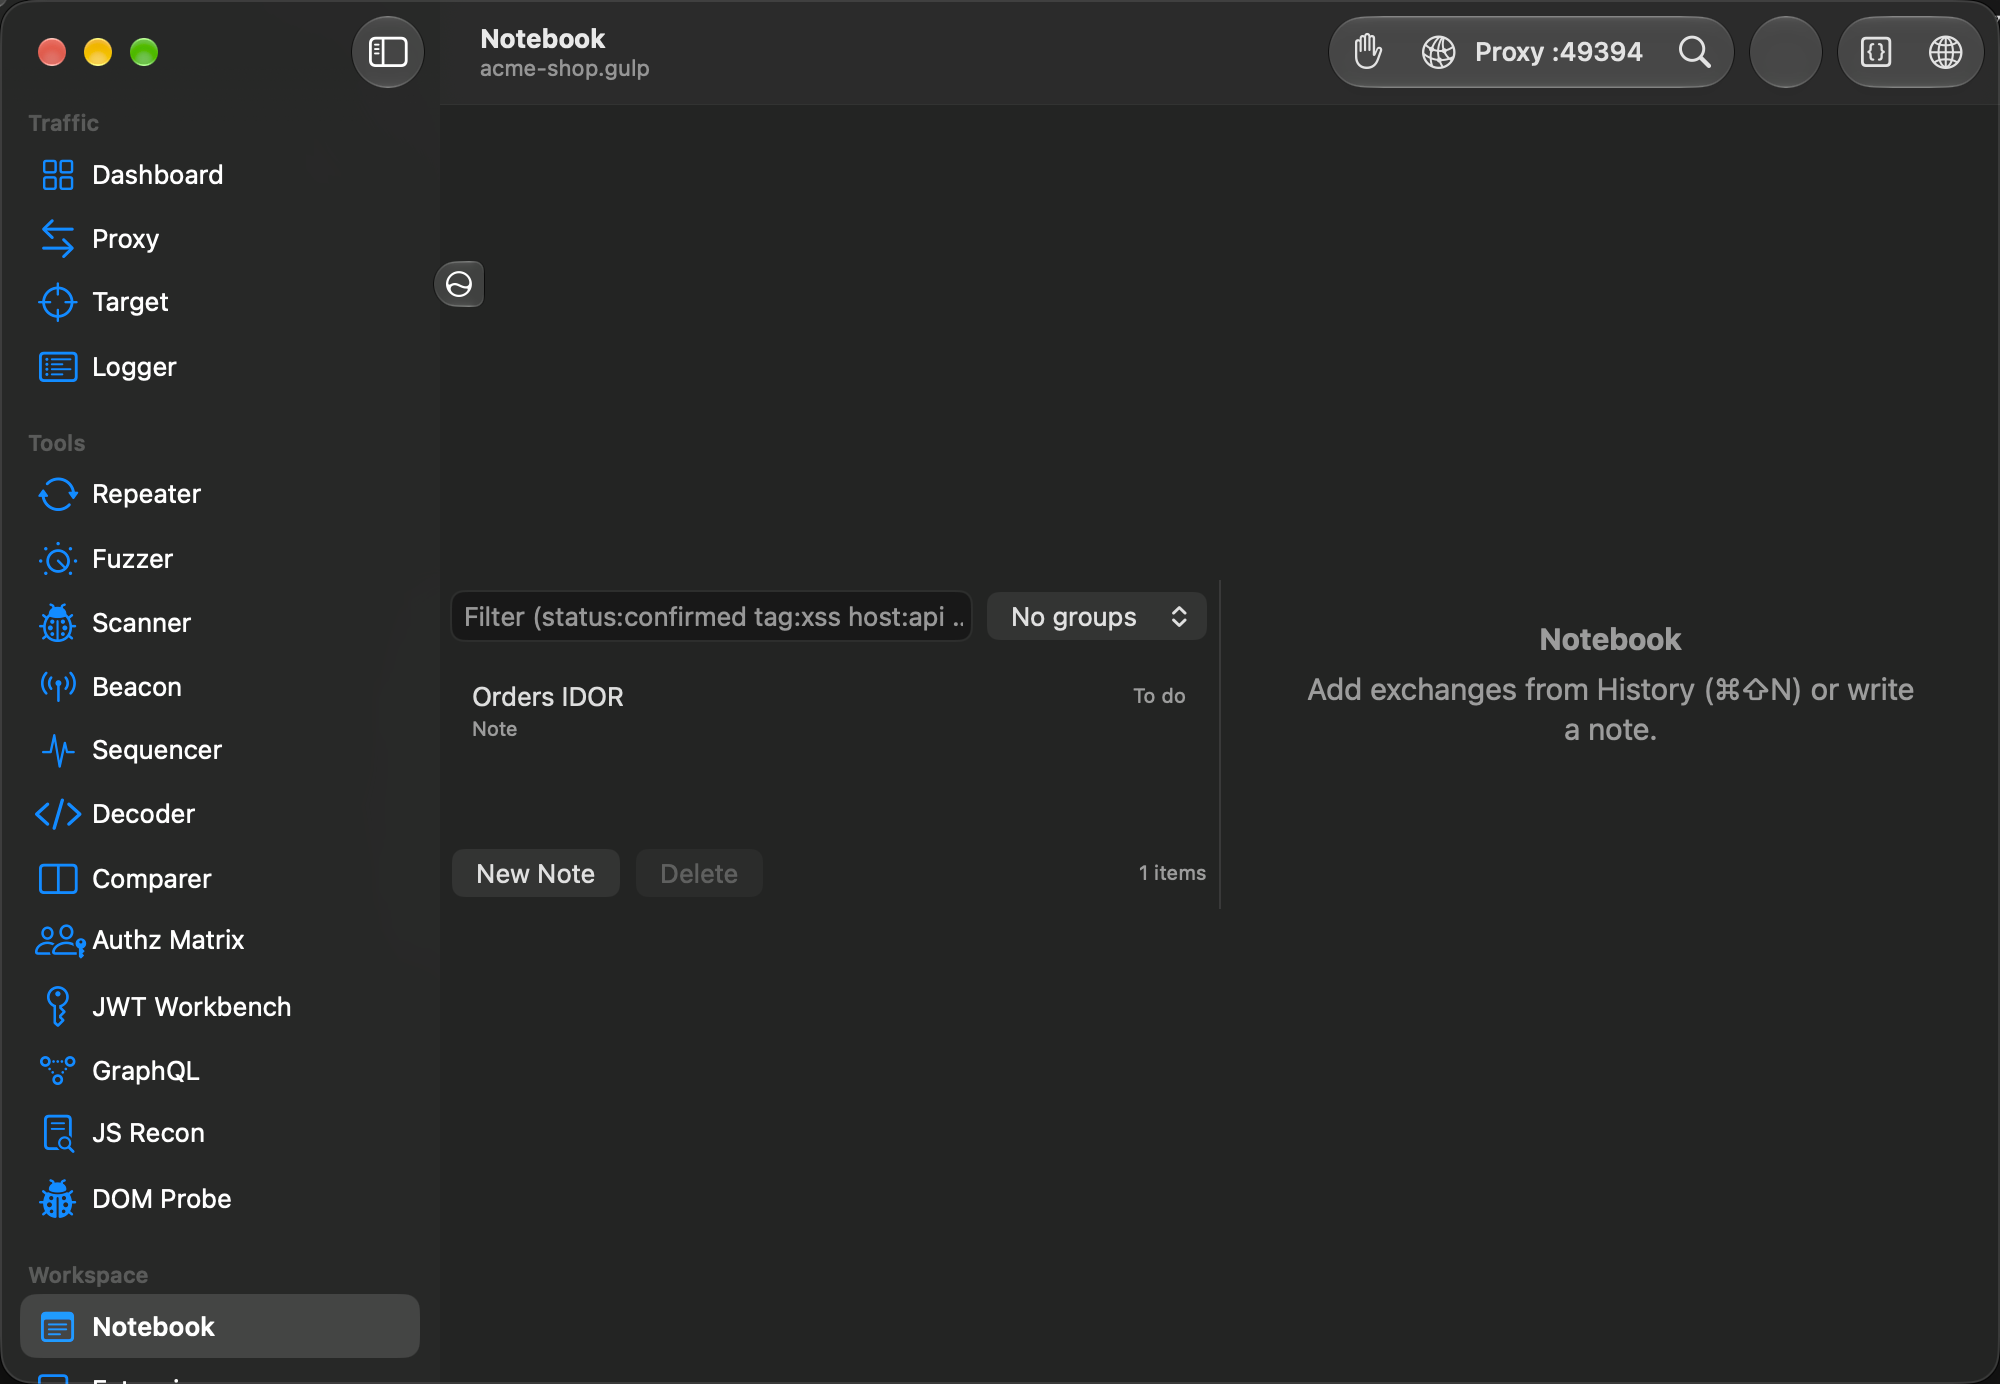 Notebook
acme-shop.gulp
Proxy :49394
Traffic
Dashboard
Proxy
Target
Logger
Tools
Repeater
Fuzzer
Scanner
Beacon
Sequencer
Decoder
Comparer
Authz Matrix
JWT Workbench
GraphQL
JS Recon
DOM Probe
Workspace
Notebook
Filter (status:confirmed tag:xss host:api ..
No groups
Orders IDOR
To do
Note
New Note
Delete
1 items
Notebook
Add exchanges from History (⌘⇧N) or write
a note.